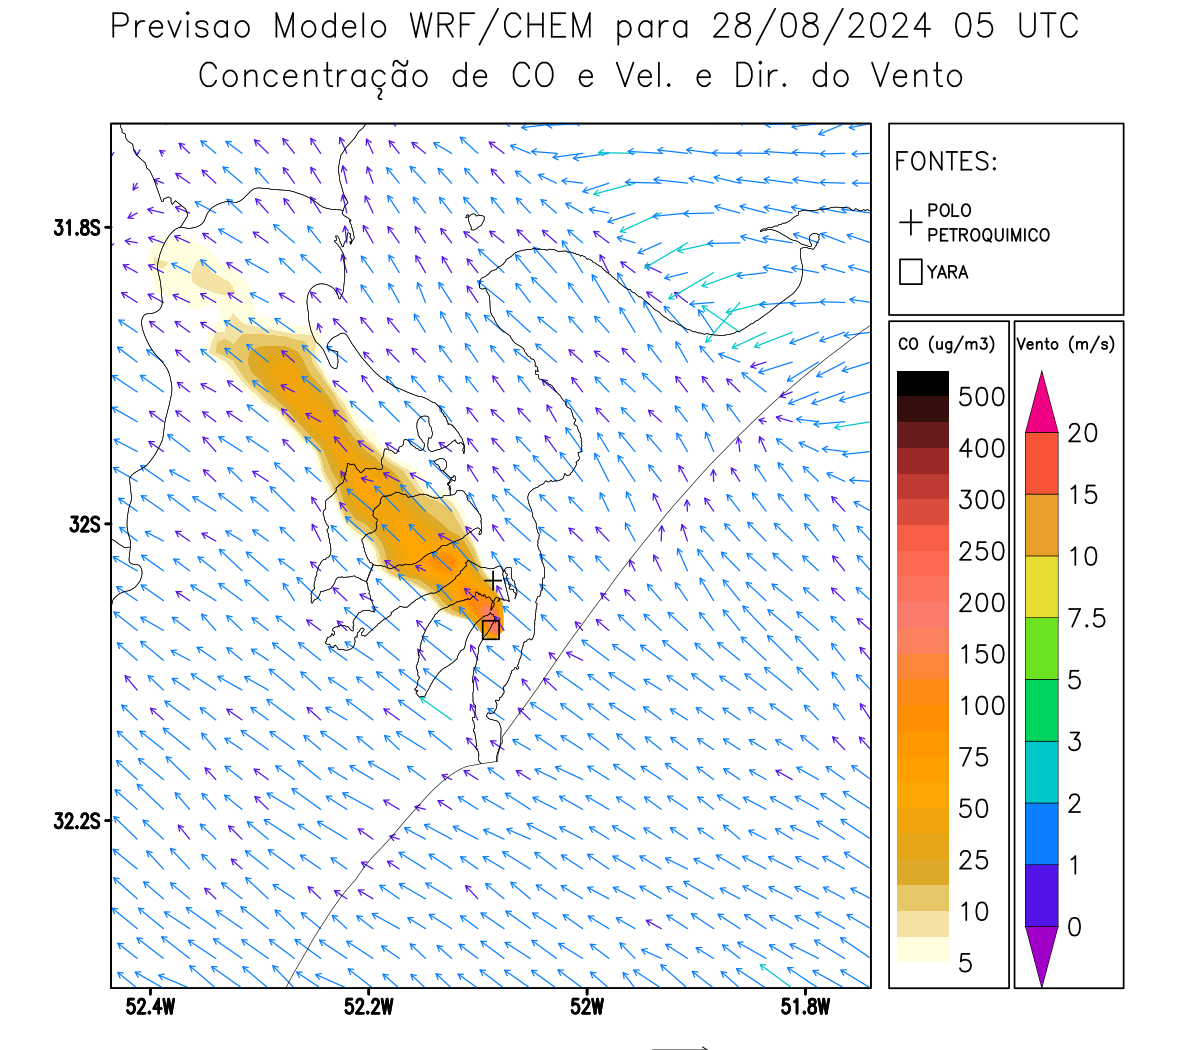 Previsao Modelo WRF/CHEM para 28/08/2024 05 UTC
Concentração de CO e Vel. e Dir. do Vento
FONTES:
POLO
PETROQUIMICO
YARA
CO (ug/m3)
500
400
300
250
200
150
100
75
50
25
10
5
Vento (m/s)
20
15
10
7.5
5
3
2
1
0
31.8S
32S
32.2S
52.4W
52.2W
52W
51.8W